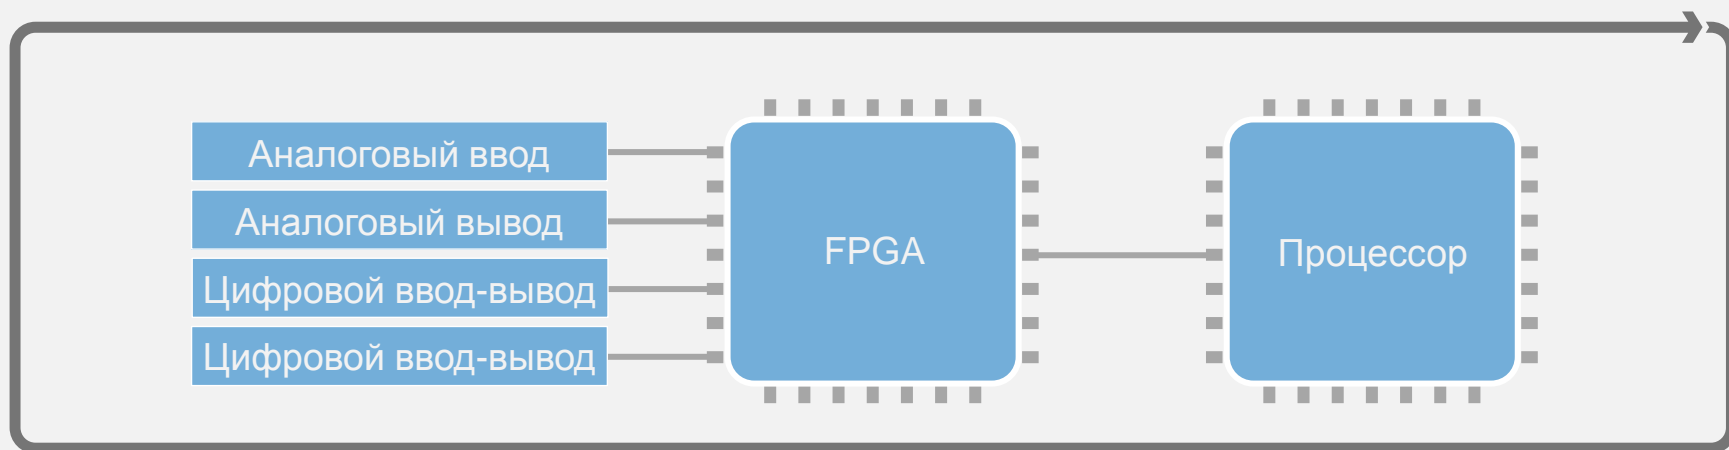 Аналоговый ввод
Аналоговый вывод
Цифровой ввод-вывод
Цифровой ввод-вывод
FPGA
Процессор